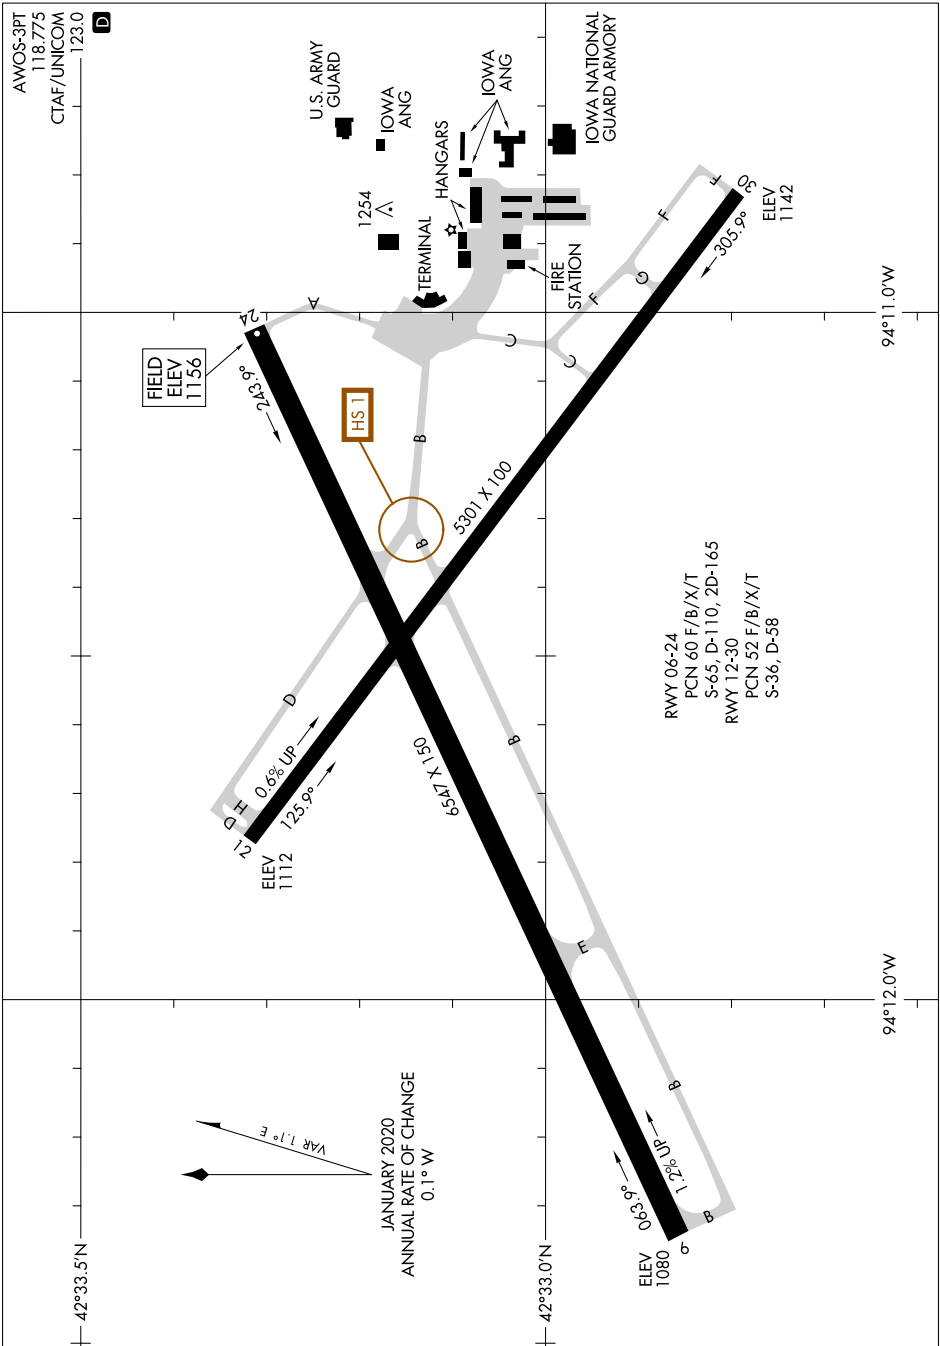 AWOS-3PT
118.775
CTAF/UNICOM
123.0
D
U.S. ARMY
GUARD
IOWA
ANG
IOWA
ANG
IOWA NATIONAL
GUARD ARMORY
1254
HANGARS
TERMINAL
FIRE
STATION
FIELD
ELEV
1156
24
243.9°
A
HS 1
B
B
C
C
F
F
F
G
30
ELEV
1142
305.9°
94°11.0'W
5301 X 100
D
0.6% UP
125.9°
D
H
12
ELEV
1112
6547 X 150
B
RWY 06-24
PCN 60 F/B/X/T
S-65, D-110, 2D-165
RWY 12-30
PCN 52 F/B/X/T
S-36, D-58
E
94°12.0'W
B
VAR 1.1° E
JANUARY 2020
ANNUAL RATE OF CHANGE
0.1° W
063.9°
1.2% UP
B
6
ELEV
1080
42°33.5'N
42°33.0'N